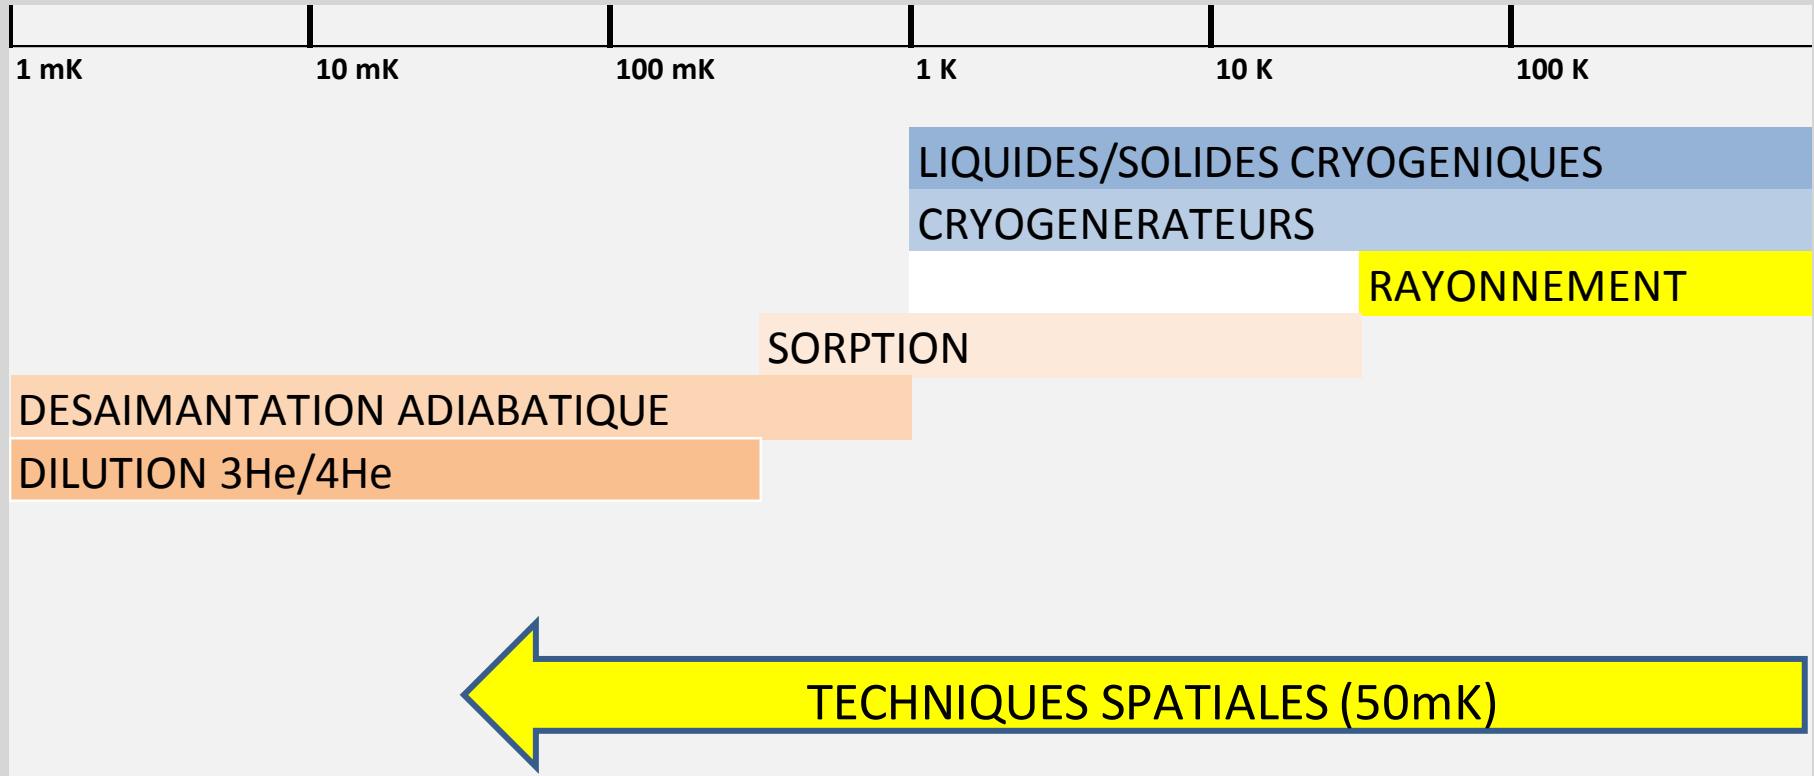 1 mK 10 mK 100 mK 1 K 10 K 100 K
LIQUIDES/SOLIDES CRYOGENIQUES
CRYOGENERATEURS
RAYONNEMENT
SORPTION
DESAIMANTATION ADIABATIQUE
DILUTION 3He/4He
TECHNIQUES SPATIALES (50mK)